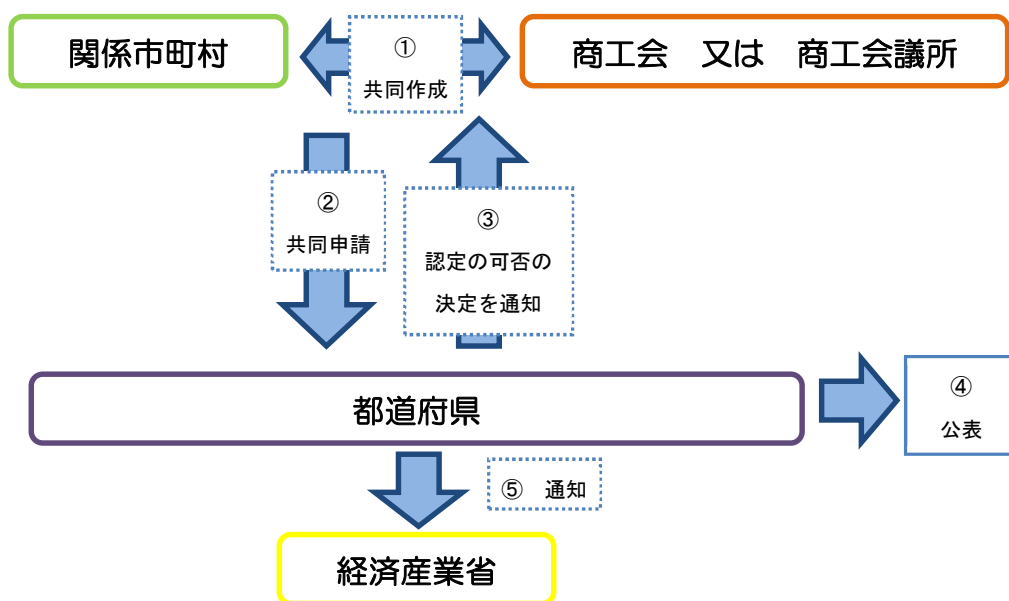 関係市町村
①
共同作成
商工会　又は　商工会議所
②
共同申請
③
認定の可否の
決定を通知
都道府県
④
公表
⑤　通知
経済産業省